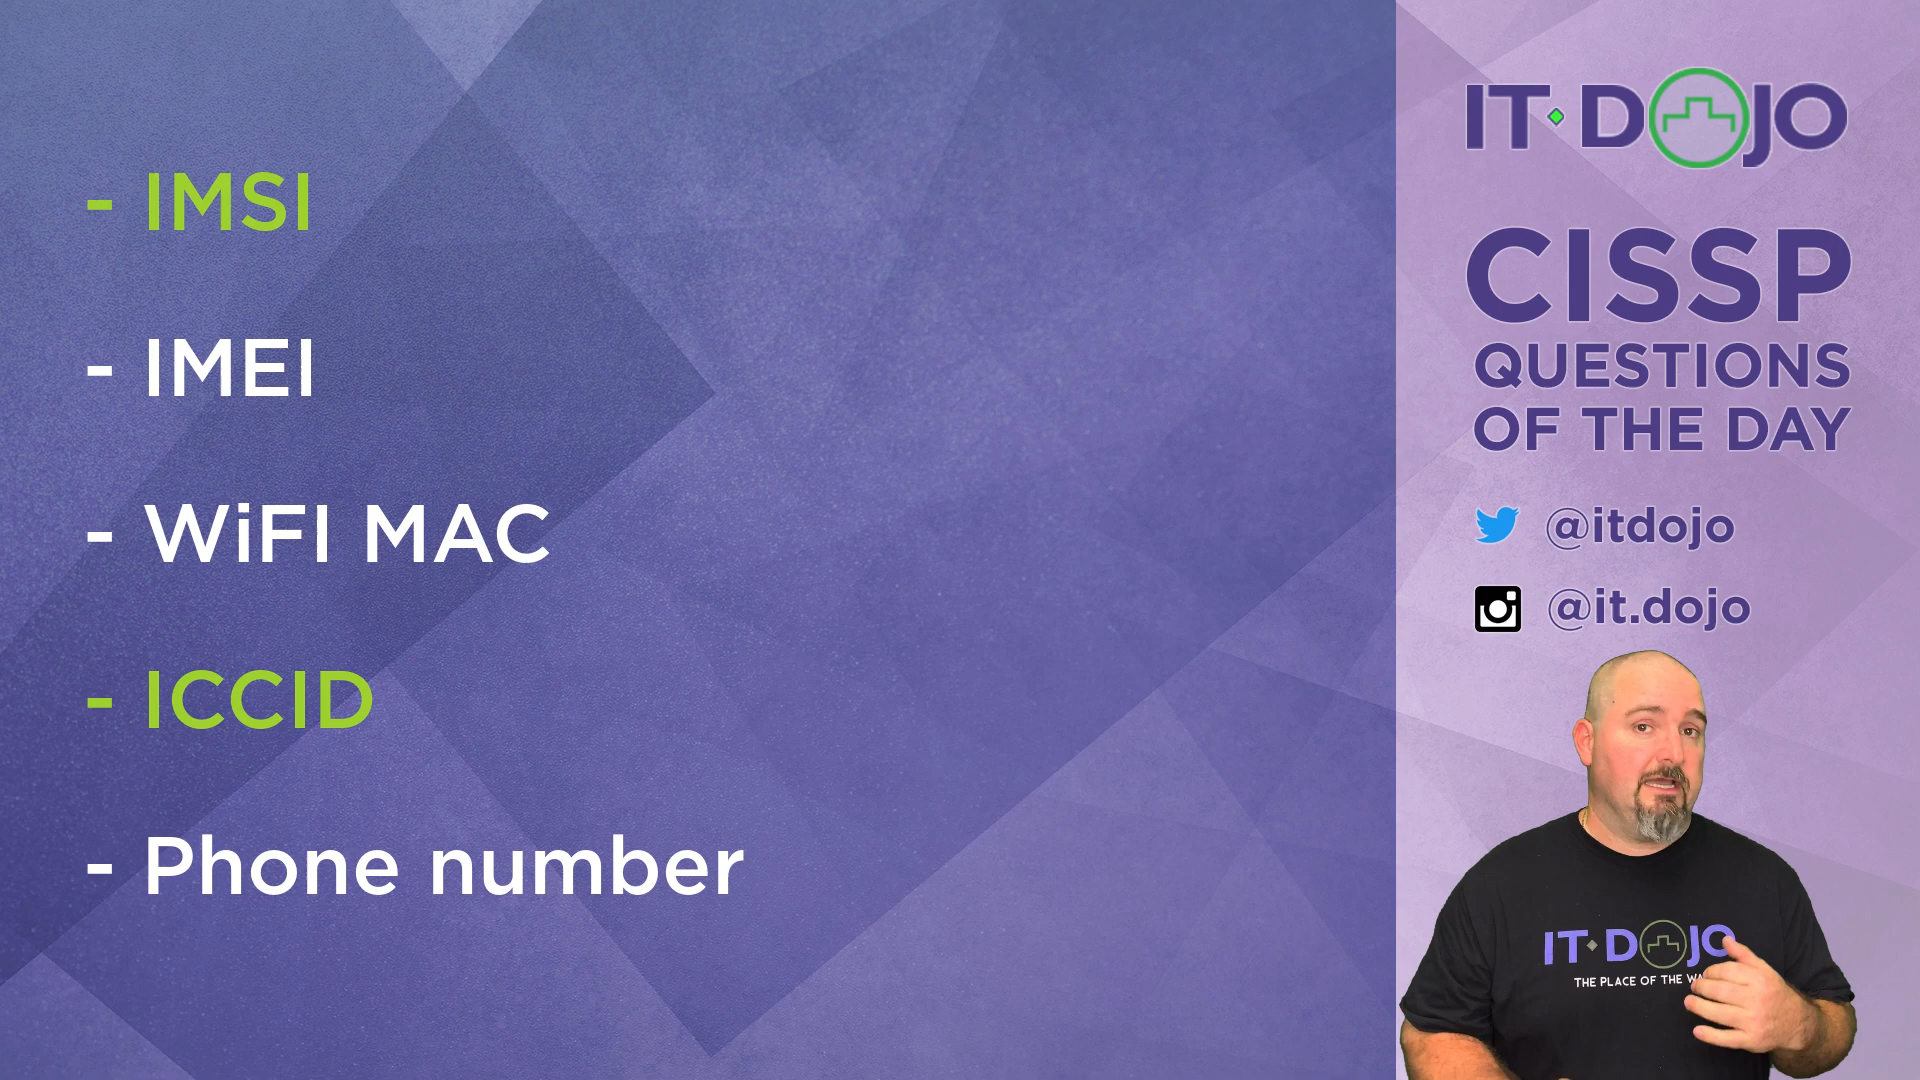 - IMSI
- IMEI
- WiFI MAC
- ICCID
- Phone number
IT DOJO
CISSP
QUESTIONS
OF THE DAY
@itdojo
@it.dojo
IT DOJO
THE PLACE OF THE